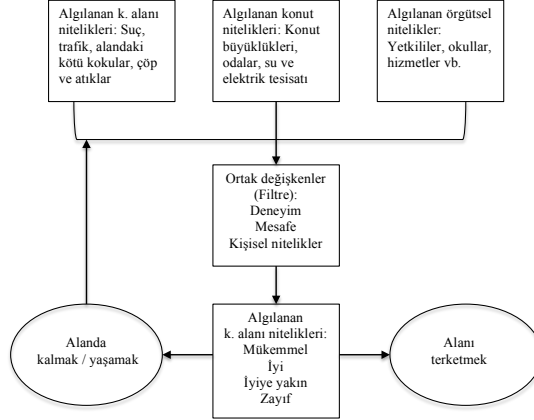 Algılanan k. alanı
nitelikleri: Suç,
trafik, alandaki
kötü kokular, çöp
ve atıklar
Algılanan konut
nitelikleri: Konut
büyüklükleri,
odalar, su ve
elektrik tesisatı
Algılanan örgütsel
nitelikler:
Yetkililer, okullar,
hizmetler vb.
Ortak değişkenler
(Filtre):
Deneyim
Mesafe
Kişisel nitelikler
Algılanan
k. alanı nitelikleri:
Mükemmel
İyi
İyiye yakın
Zayıf
Alanda
kalmak / yaşamak
Alanı
terketmek